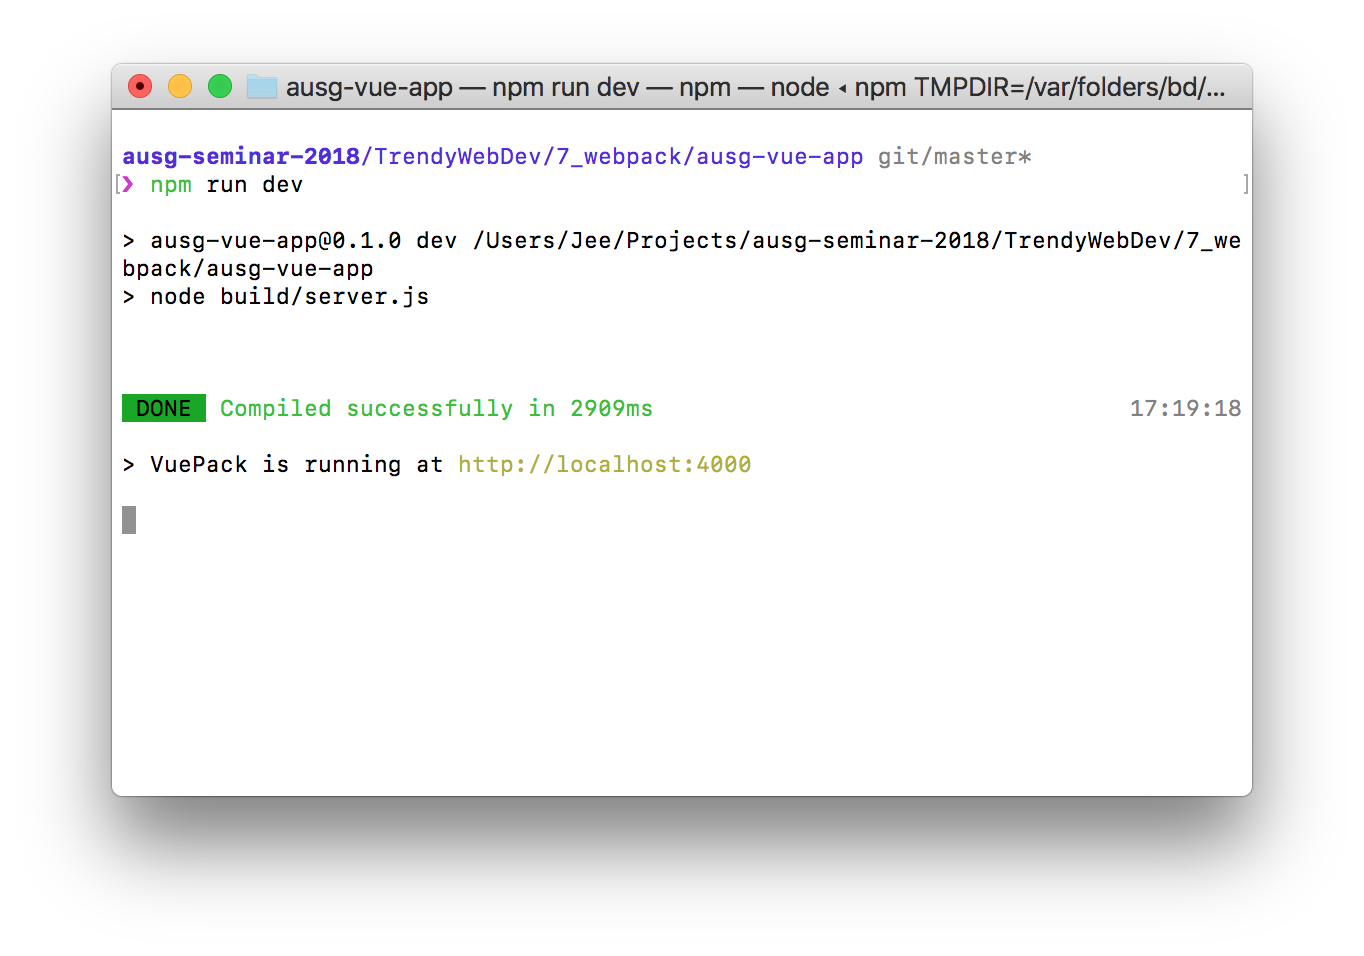 ausg-vue-app — npm run dev — npm — node ◂ npm TMPDIR=/var/folders/bd/...
ausg-seminar-2018/TrendyWebDev/7_webpack/ausg-vue-app git/master*
[❯ npm run dev ]
> ausg-vue-app@0.1.0 dev /Users/Jee/Projects/ausg-seminar-2018/TrendyWebDev/7_we
bpack/ausg-vue-app
> node build/server.js
DONE Compiled successfully in 2909ms 17:19:18
> VuePack is running at http://localhost:4000